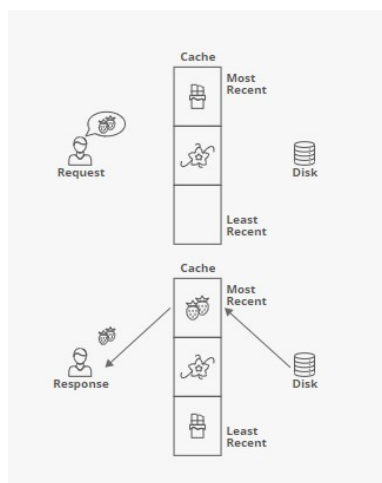 Cache
Most
Recent
Request
Disk
Least
Recent
Cache
Most
Recent
Response
Disk
Least
Recent